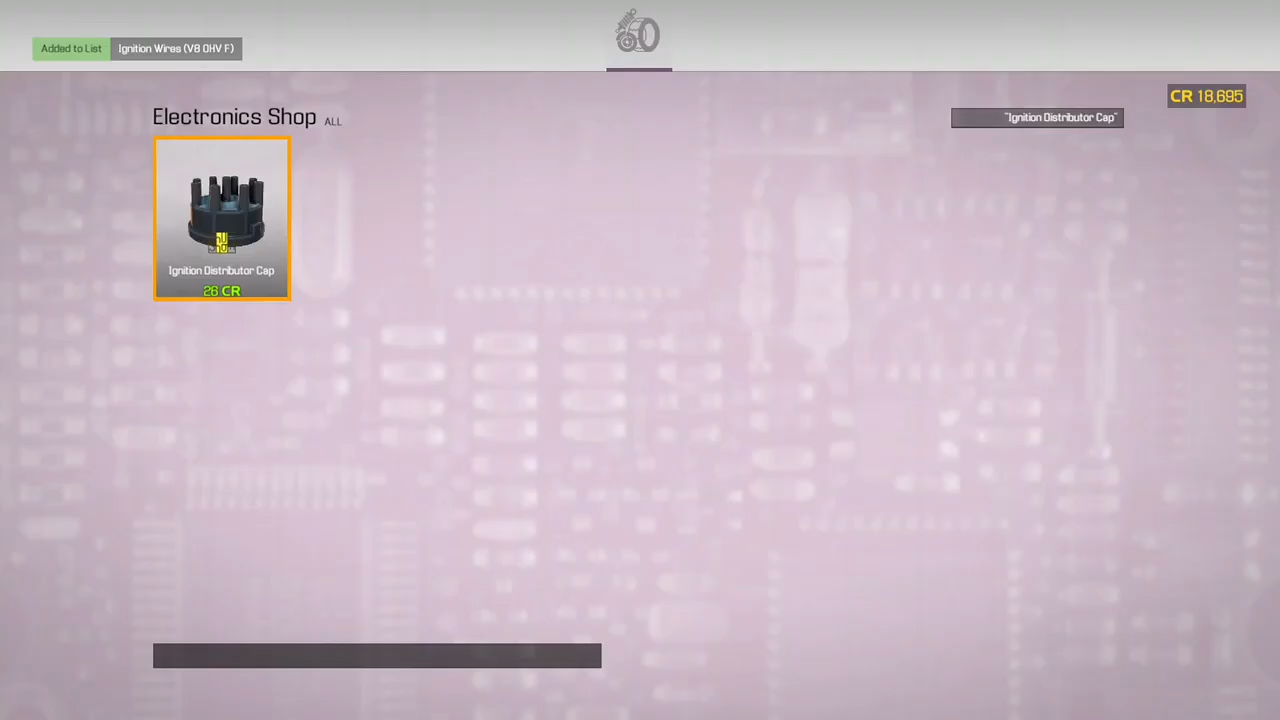 Added to List Ignition Wires (V8 OHV F)
CR 18,695
Electronics Shop ALL
"Ignition Distributor Cap"
Ignition Distributor Cap
26 CR